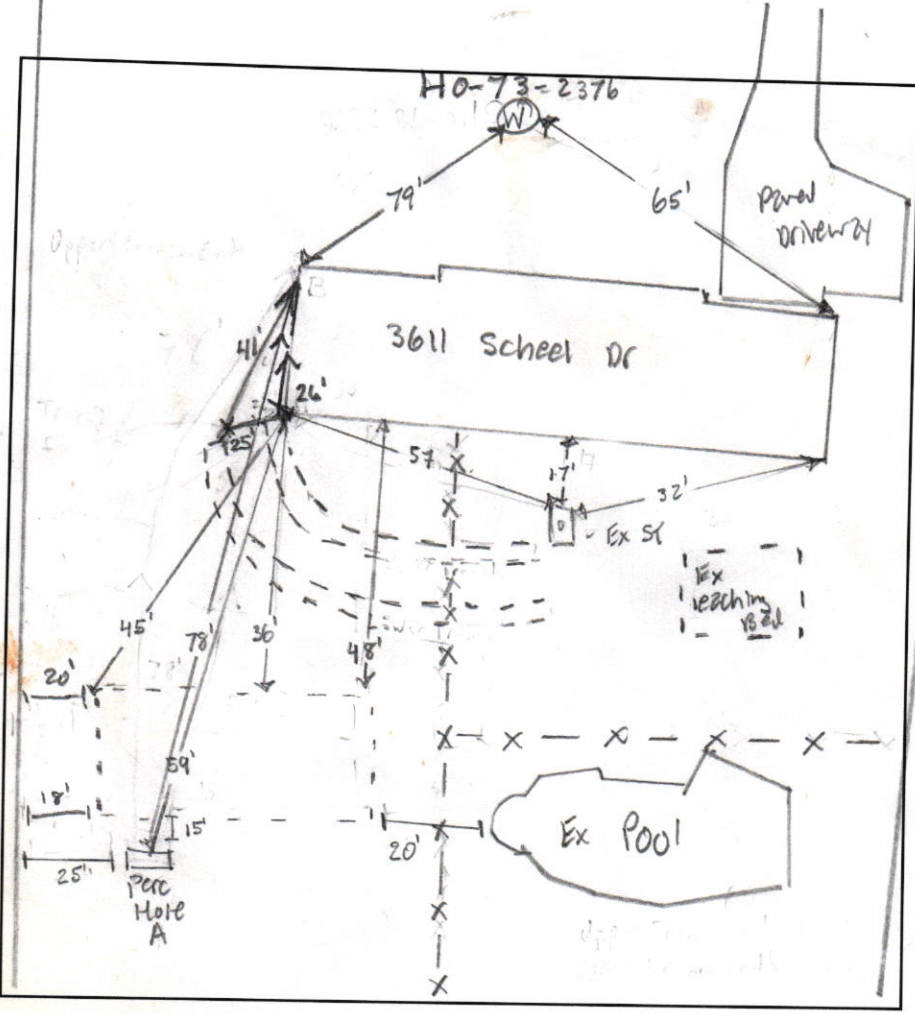 HO-73-2376
W
79'
65'
Paved
Driveway
B
3611 Scheel Dr
41'
26'
25'
57
17'
32'
Ex ST
Ex
leaching
Bed
45'
78'
36'
48'
20'
59'
18'
15'
20'
Ex Pool
25'
Perc
Hole
A